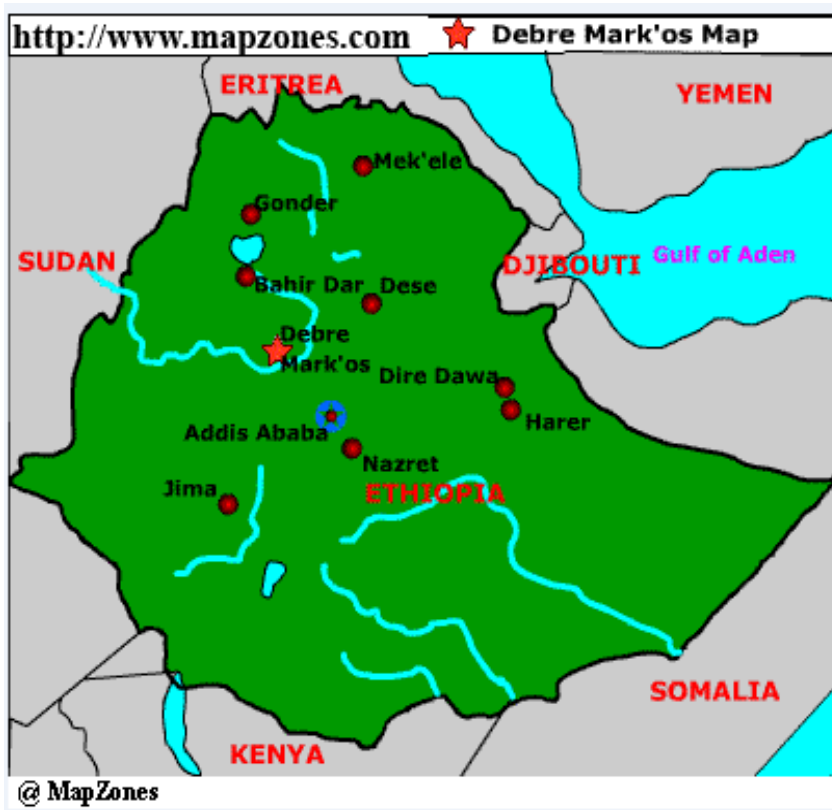 http://www.mapzones.com
Debre Mark'os Map
ERITREA
YEMEN
Mek'ele
Gonder
SUDAN
DJIBOUTI
Gulf of Aden
Bahir Dar
Dese
Debre
Mark'os
Dire Dawa
Harer
Addis Ababa
Nazret
Jima
ETHIOPIA
SOMALIA
KENYA
@ MapZones